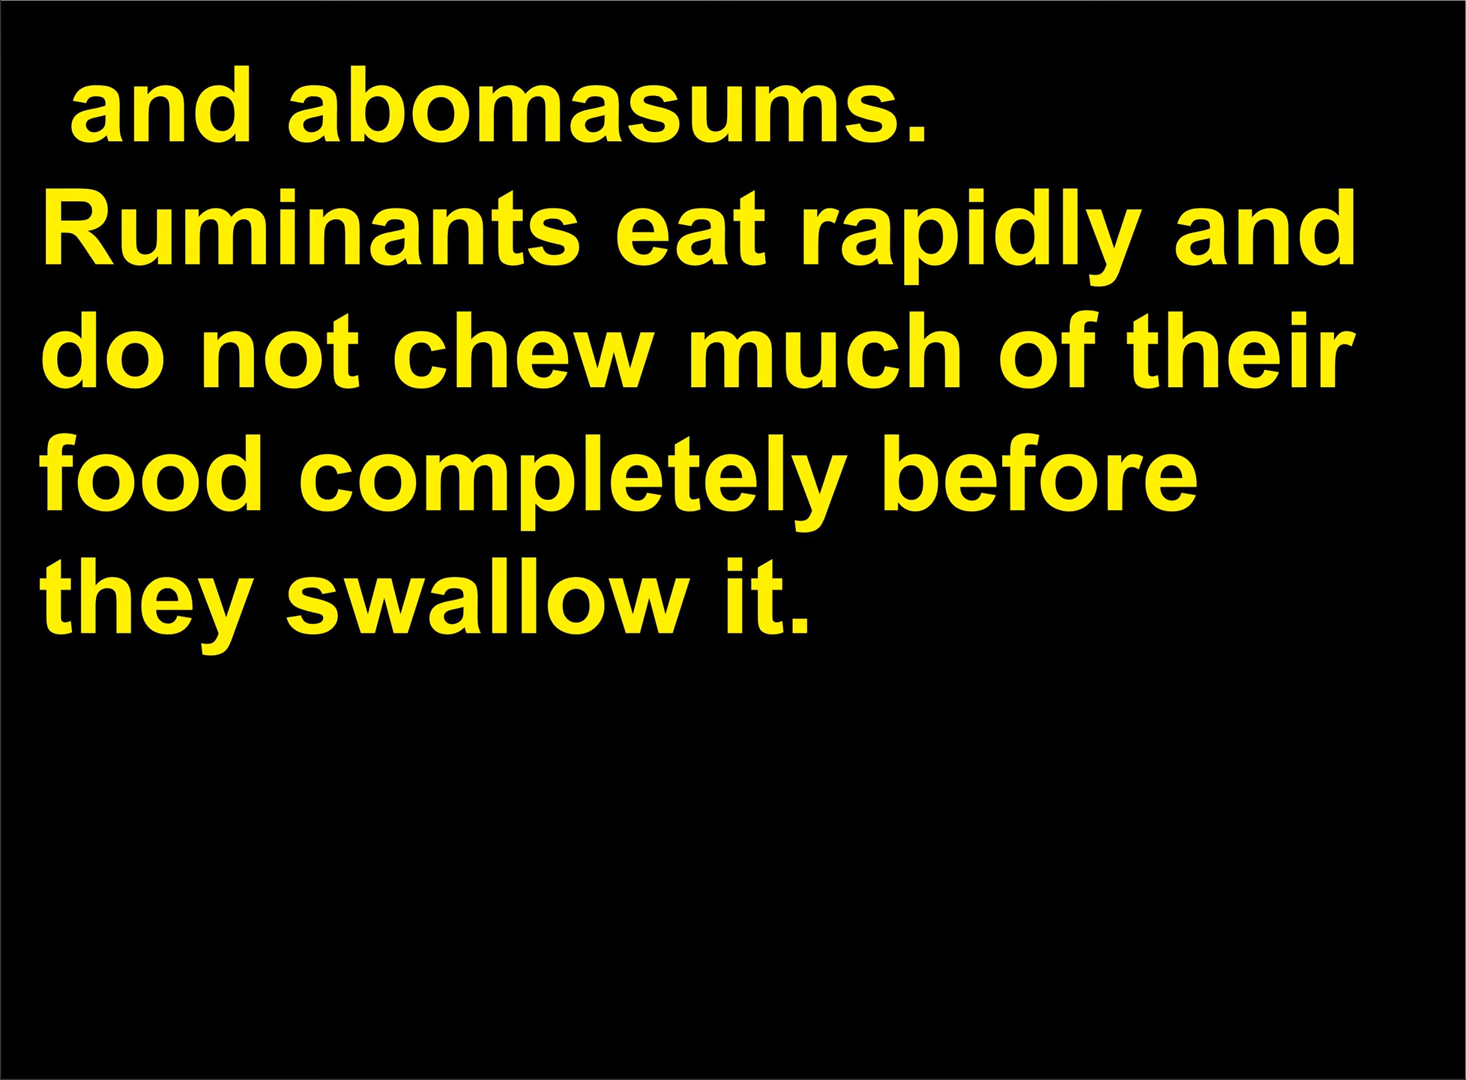 and abomasums.
Ruminants eat rapidly and
do not chew much of their
food completely before
they swallow it.